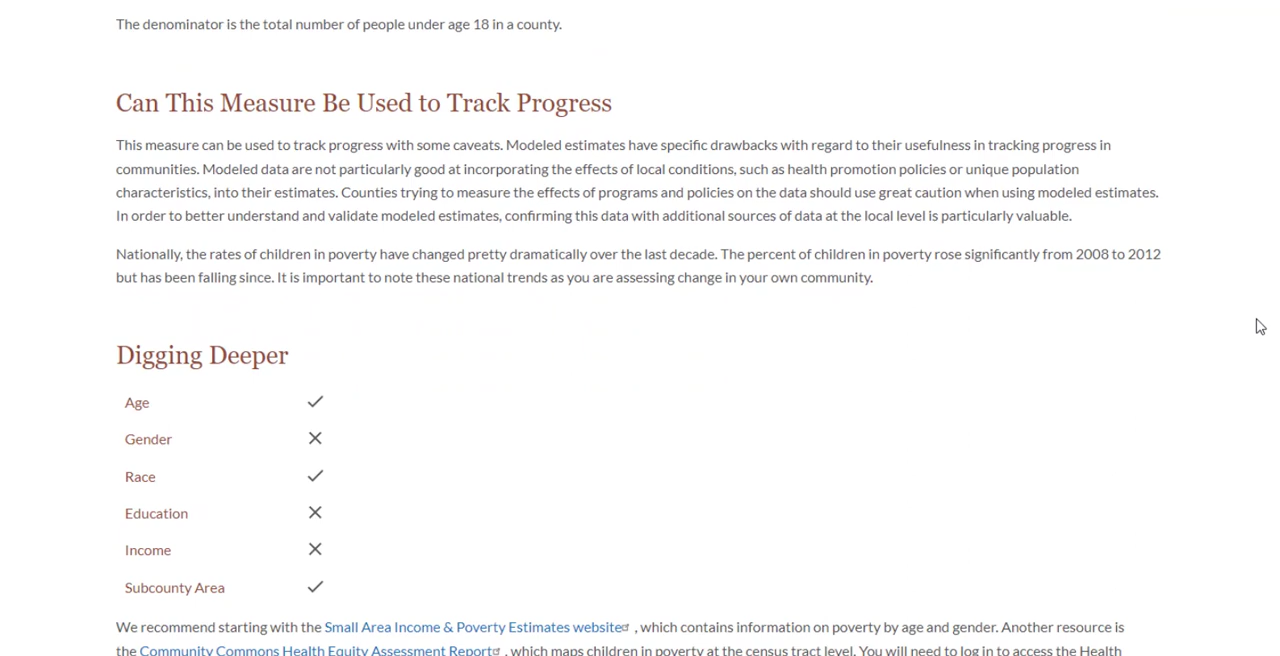 The denominator is the total number of people under age 18 in a county.
Can This Measure Be Used to Track Progress
This measure can be used to track progress with some caveats. Modeled estimates have specific drawbacks with regard to their usefulness in tracking progress in
communities. Modeled data are not particularly good at incorporating the effects of local conditions, such as health promotion policies or unique population
characteristics, into their estimates. Counties trying to measure the effects of programs and policies on the data should use great caution when using modeled estimates.
In order to better understand and validate modeled estimates, confirming this data with additional sources of data at the local level is particularly valuable.
Nationally, the rates of children in poverty have changed pretty dramatically over the last decade. The percent of children in poverty rose significantly from 2008 to 2012
but has been falling since. It is important to note these national trends as you are assessing change in your own community.
Digging Deeper
Age ✓
Gender ✕
Race ✓
Education ✕
Income ✕
Subcounty Area ✓
We recommend starting with the Small Area Income & Poverty Estimates website , which contains information on poverty by age and gender. Another resource is
the Community Commons Health Equity Assessment Report , which maps children in poverty at the census tract level. You will need to log in to access the Health